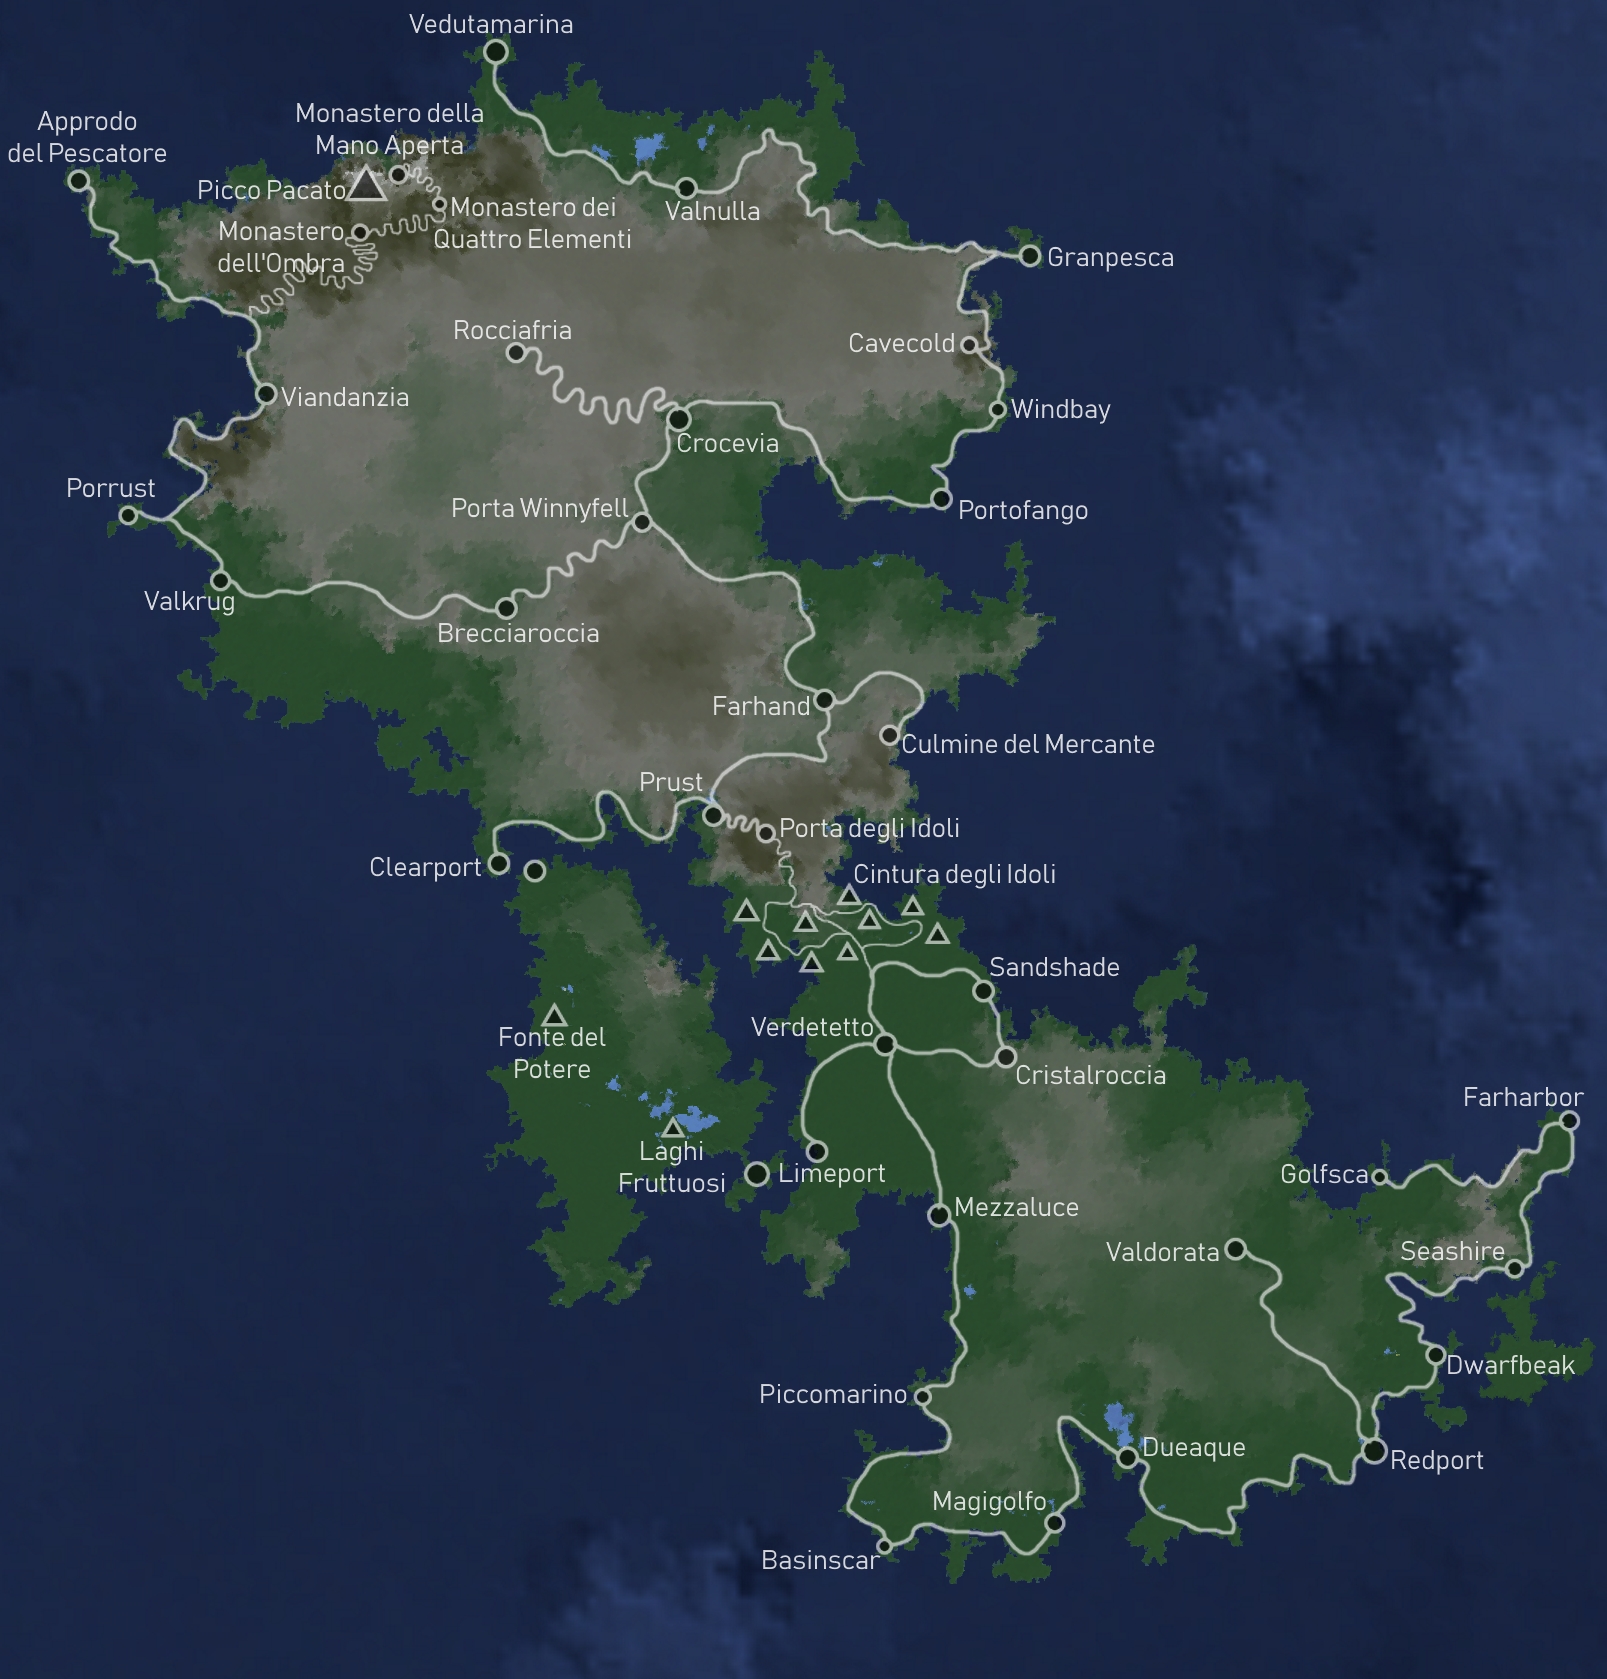 Vedutamarina
Approdo
del Pescatore
Monastero della
Mano Aperta
Picco Pacato
Monastero dei
Quattro Elementi
Valnulla
Monastero
dell'Ombra
Granpesca
Rocciafria
Cavecold
Viandanzia
Windbay
Crocevia
Porrust
Porta Winnyfell
Portofango
Valkrug
Brecciaroccia
Farhand
Culmine del Mercante
Prust
Porta degli Idoli
Clearport
Cintura degli Idoli
Sandshade
Verdetetto
Fonte del
Potere
Cristalroccia
Farharbor
Laghi
Fruttuosi
Limeport
Golfsca
Mezzaluce
Valdorata
Seashire
Dwarfbeak
Piccomarino
Dueaque
Redport
Magigolfo
Basinscar